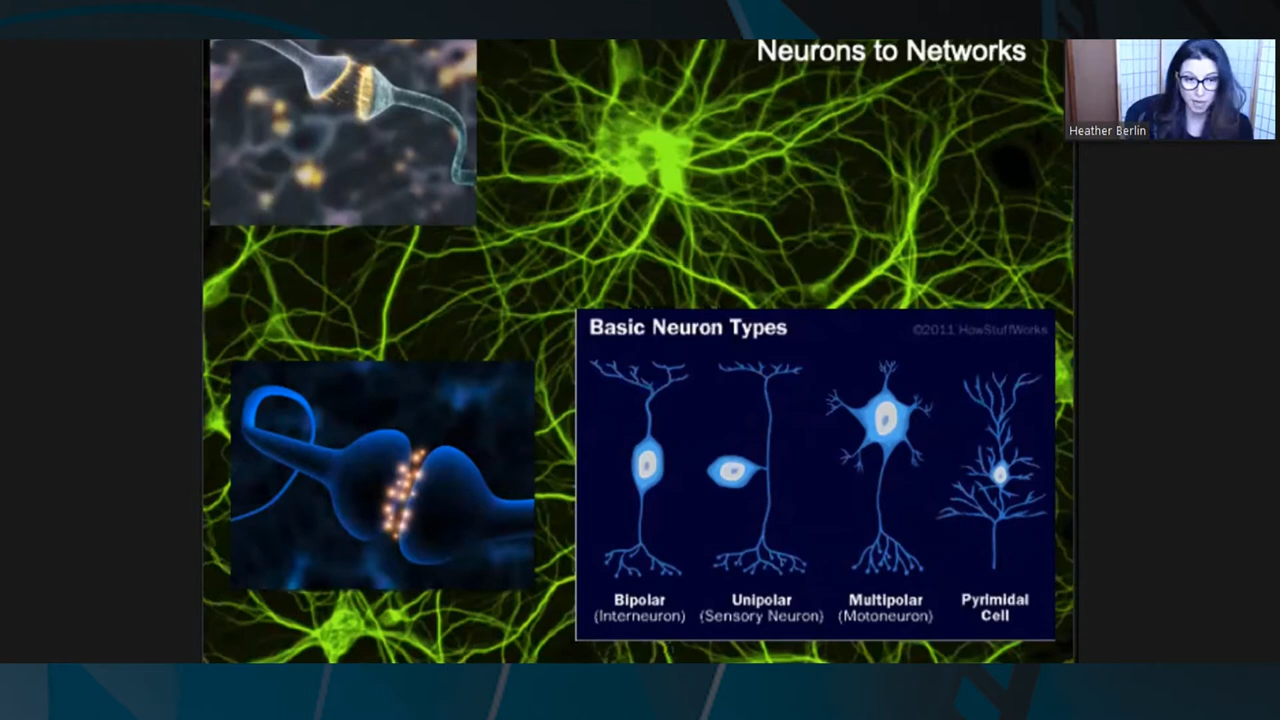 Neurons to Networks
Heather Berlin
Basic Neuron Types
©2011 HowStuffWorks
Bipolar
(Interneuron)
Unipolar
(Sensory Neuron)
Multipolar
(Motoneuron)
Pyrimidal
Cell